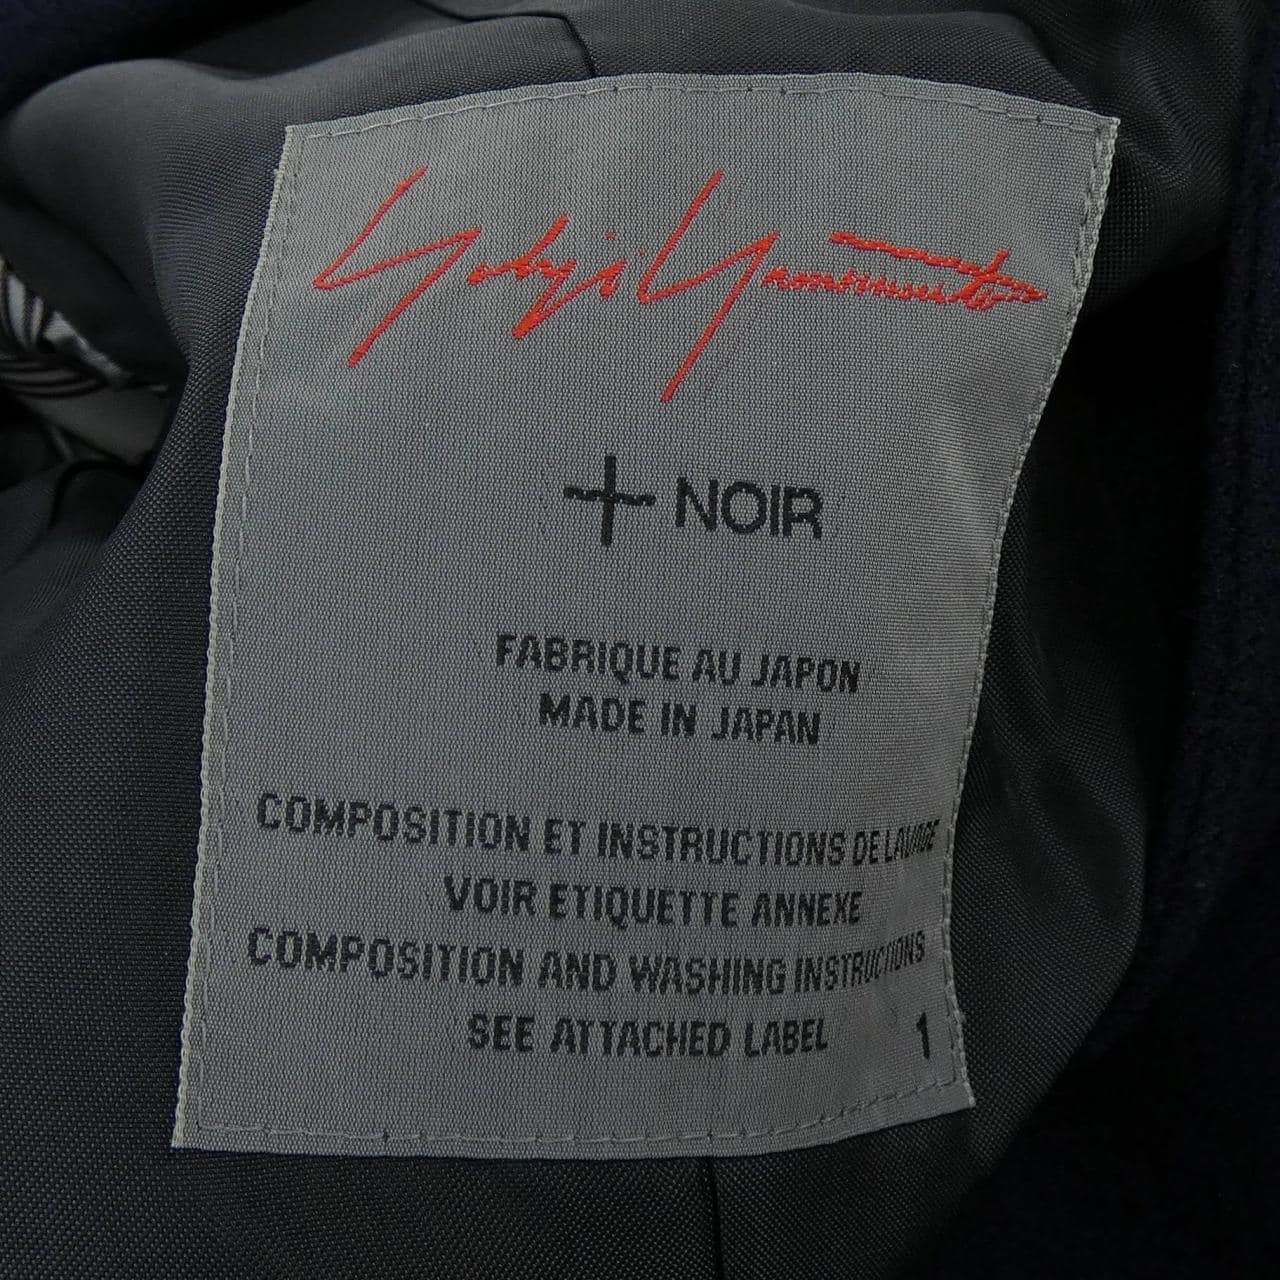 Yohji Yamamoto
+ NOIR
FABRIQUE AU JAPON
MADE IN JAPAN
COMPOSITION ET INSTRUCTIONS DE LAVAGE
VOIR ETIQUETTE ANNEXE
COMPOSITION AND WASHING INSTRUCTIONS
SEE ATTACHED LABEL 1